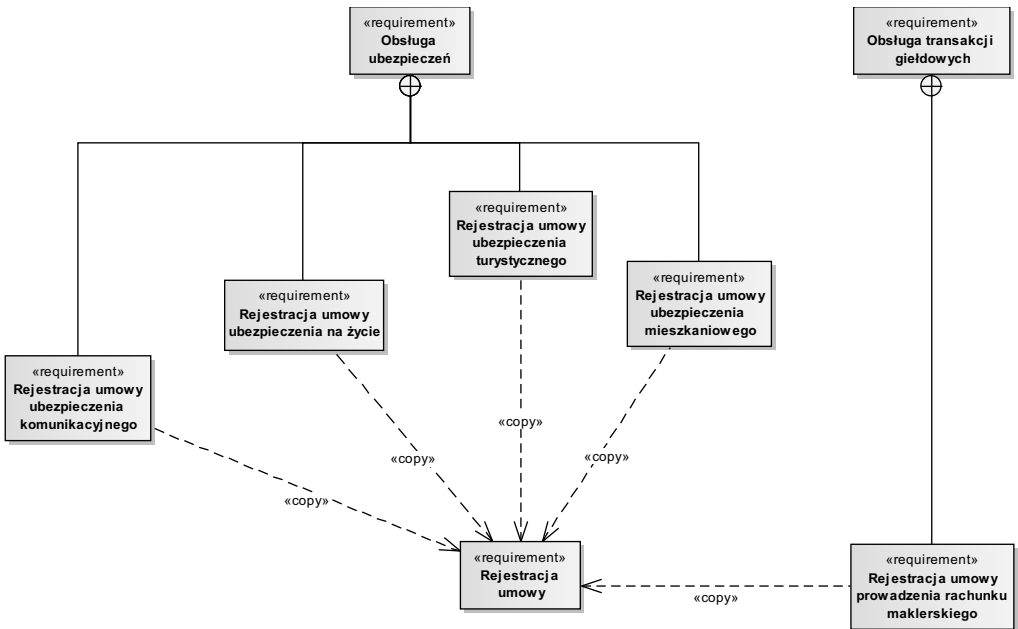 «requirement»
Obsługa
ubezpieczeń
«requirement»
Obsługa transakcji
giełdowych
«requirement»
Rejestracja umowy
ubezpieczenia
turystycznego
«requirement»
Rejestracja umowy
ubezpieczenia
mieszkaniowego
«requirement»
Rejestracja umowy
ubezpieczenia na życie
«requirement»
Rejestracja umowy
ubezpieczenia
komunikacyjnego
«copy»
«copy»
«copy»
«copy»
«requirement»
Rejestracja
umowy
«copy»
«requirement»
Rejestracja umowy
prowadzenia rachunku
maklerskiego